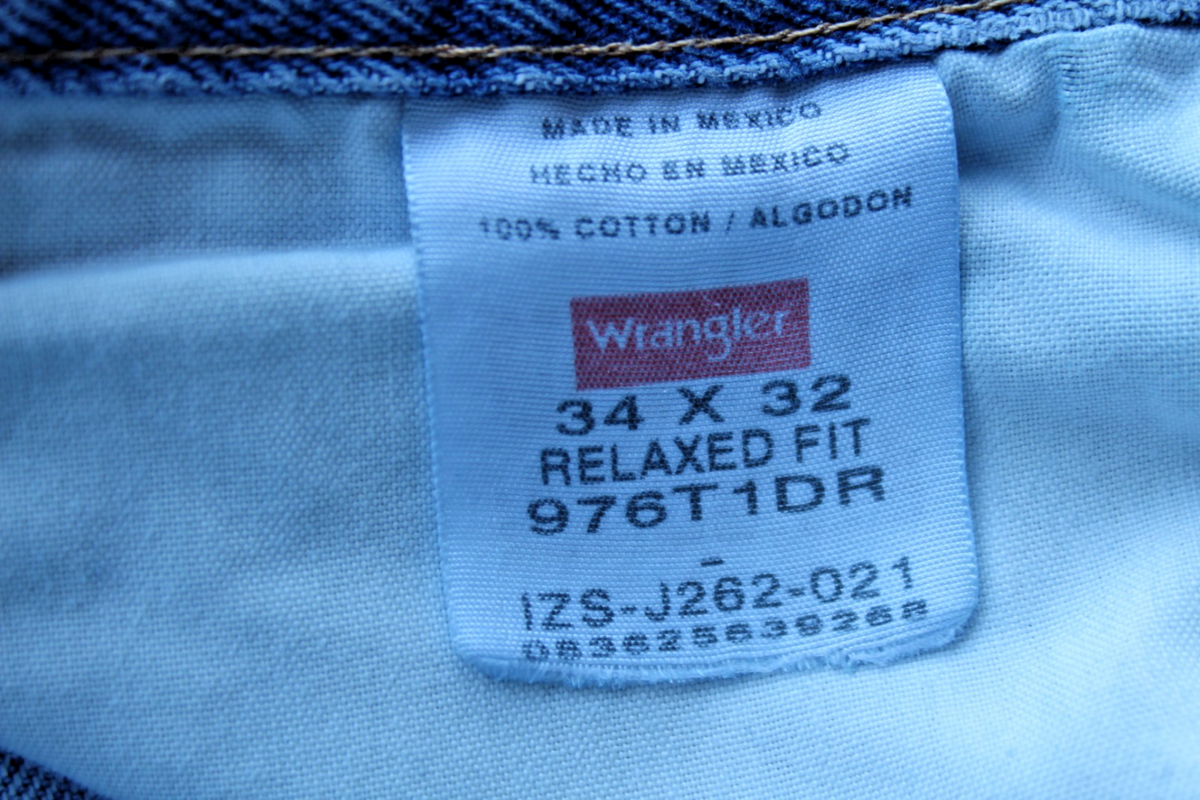 MADE IN MEXICO
HECHO EN MEXICO
100% COTTON / ALGODON
Wrangler
34 X 32
RELAXED FIT
976T1DR
-
IZS-J262-021